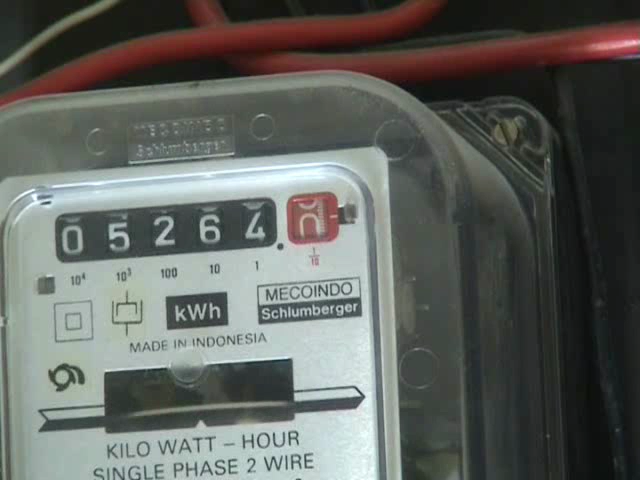 MECOINDO
Schlumberger
05264
10⁴ 10³ 100 10 1 1/10
kWh
MECOINDO
Schlumberger
MADE IN INDONESIA
KILO WATT – HOUR
SINGLE PHASE 2 WIRE